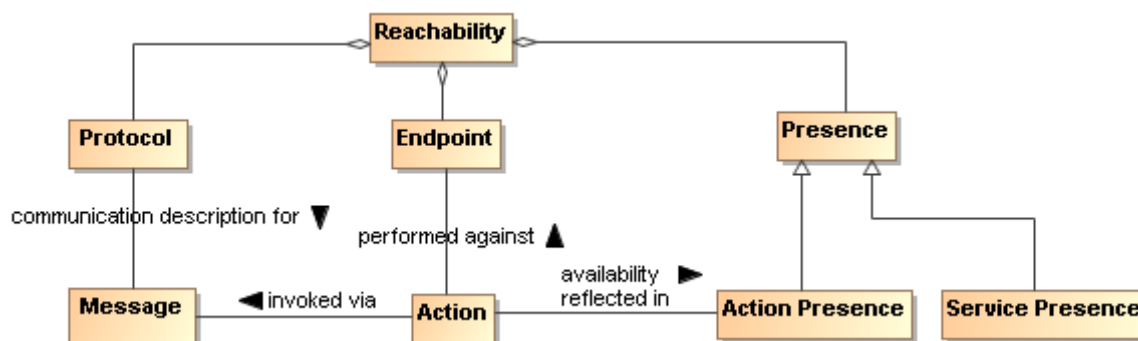 Reachability
Protocol
Endpoint
Presence
communication description for
performed against
availability
reflected in
Message
invoked via
Action
Action Presence
Service Presence